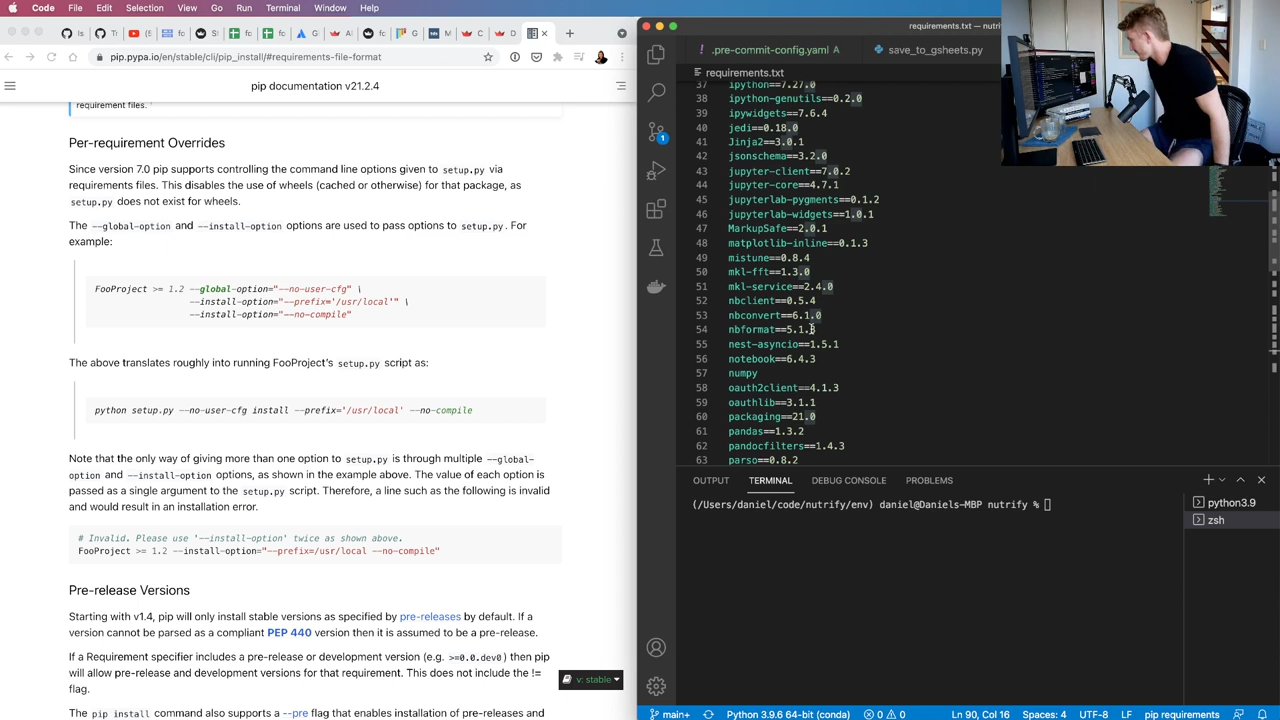 Code File Edit Selection View Go Run Terminal Window Help
pip.pypa.io/en/stable/cli/pip_install/#requirements-file-format
pip documentation v21.2.4
requirement files.
Per-requirement Overrides
Since version 7.0 pip supports controlling the command line options given to setup.py via
requirements files. This disables the use of wheels (cached or otherwise) for that package, as
setup.py does not exist for wheels.
The --global-option and --install-option options are used to pass options to setup.py. For
example:
FooProject >= 1.2 --global-option="--no-user-cfg" \
--install-option="--prefix='/usr/local'" \
--install-option="--no-compile"
The above translates roughly into running FooProject's setup.py script as:
python setup.py --no-user-cfg install --prefix='/usr/local' --no-compile
Note that the only way of giving more than one option to setup.py is through multiple --global-
option and --install-option options, as shown in the example above. The value of each option is
passed as a single argument to the setup.py script. Therefore, a line such as the following is invalid
and would result in an installation error.
# Invalid. Please use '--install-option' twice as shown above.
FooProject >= 1.2 --install-option="--prefix=/usr/local --no-compile"
Pre-release Versions
Starting with v1.4, pip will only install stable versions as specified by pre-releases by default. If a
version cannot be parsed as a compliant PEP 440 version then it is assumed to be a pre-release.
If a Requirement specifier includes a pre-release or development version (e.g. >=0.0.dev0) then pip
will allow pre-release and development versions for that requirement. This does not include the !=
flag.
v: stable
The pip install command also supports a --pre flag that enables installation of pre-releases and
requirements.txt — nutri
! .pre-commit-config.yaml A save_to_gsheets.py
requirements.txt
37 ipython==7.27.0
38 ipython-genutils==0.2.0
39 ipywidgets==7.6.4
40 jedi==0.18.0
41 Jinja2==3.0.1
42 jsonschema==3.2.0
43 jupyter-client==7.0.2
44 jupyter-core==4.7.1
45 jupyterlab-pygments==0.1.2
46 jupyterlab-widgets==1.0.1
47 MarkupSafe==2.0.1
48 matplotlib-inline==0.1.3
49 mistune==0.8.4
50 mkl-fft==1.3.0
51 mkl-service==2.4.0
52 nbclient==0.5.4
53 nbconvert==6.1.0
54 nbformat==5.1.3
55 nest-asyncio==1.5.1
56 notebook==6.4.3
57 numpy
58 oauth2client==4.1.3
59 oauthlib==3.1.1
60 packaging==21.0
61 pandas==1.3.2
62 pandocfilters==1.4.3
63 parso==0.8.2
1
OUTPUT TERMINAL DEBUG CONSOLE PROBLEMS
(/Users/daniel/code/nutrify/env) daniel@Daniels-MBP nutrify %
python3.9
zsh
main+ Python 3.9.6 64-bit (conda) 0 0 Ln 90, Col 16 Spaces: 4 UTF-8 LF pip requirements